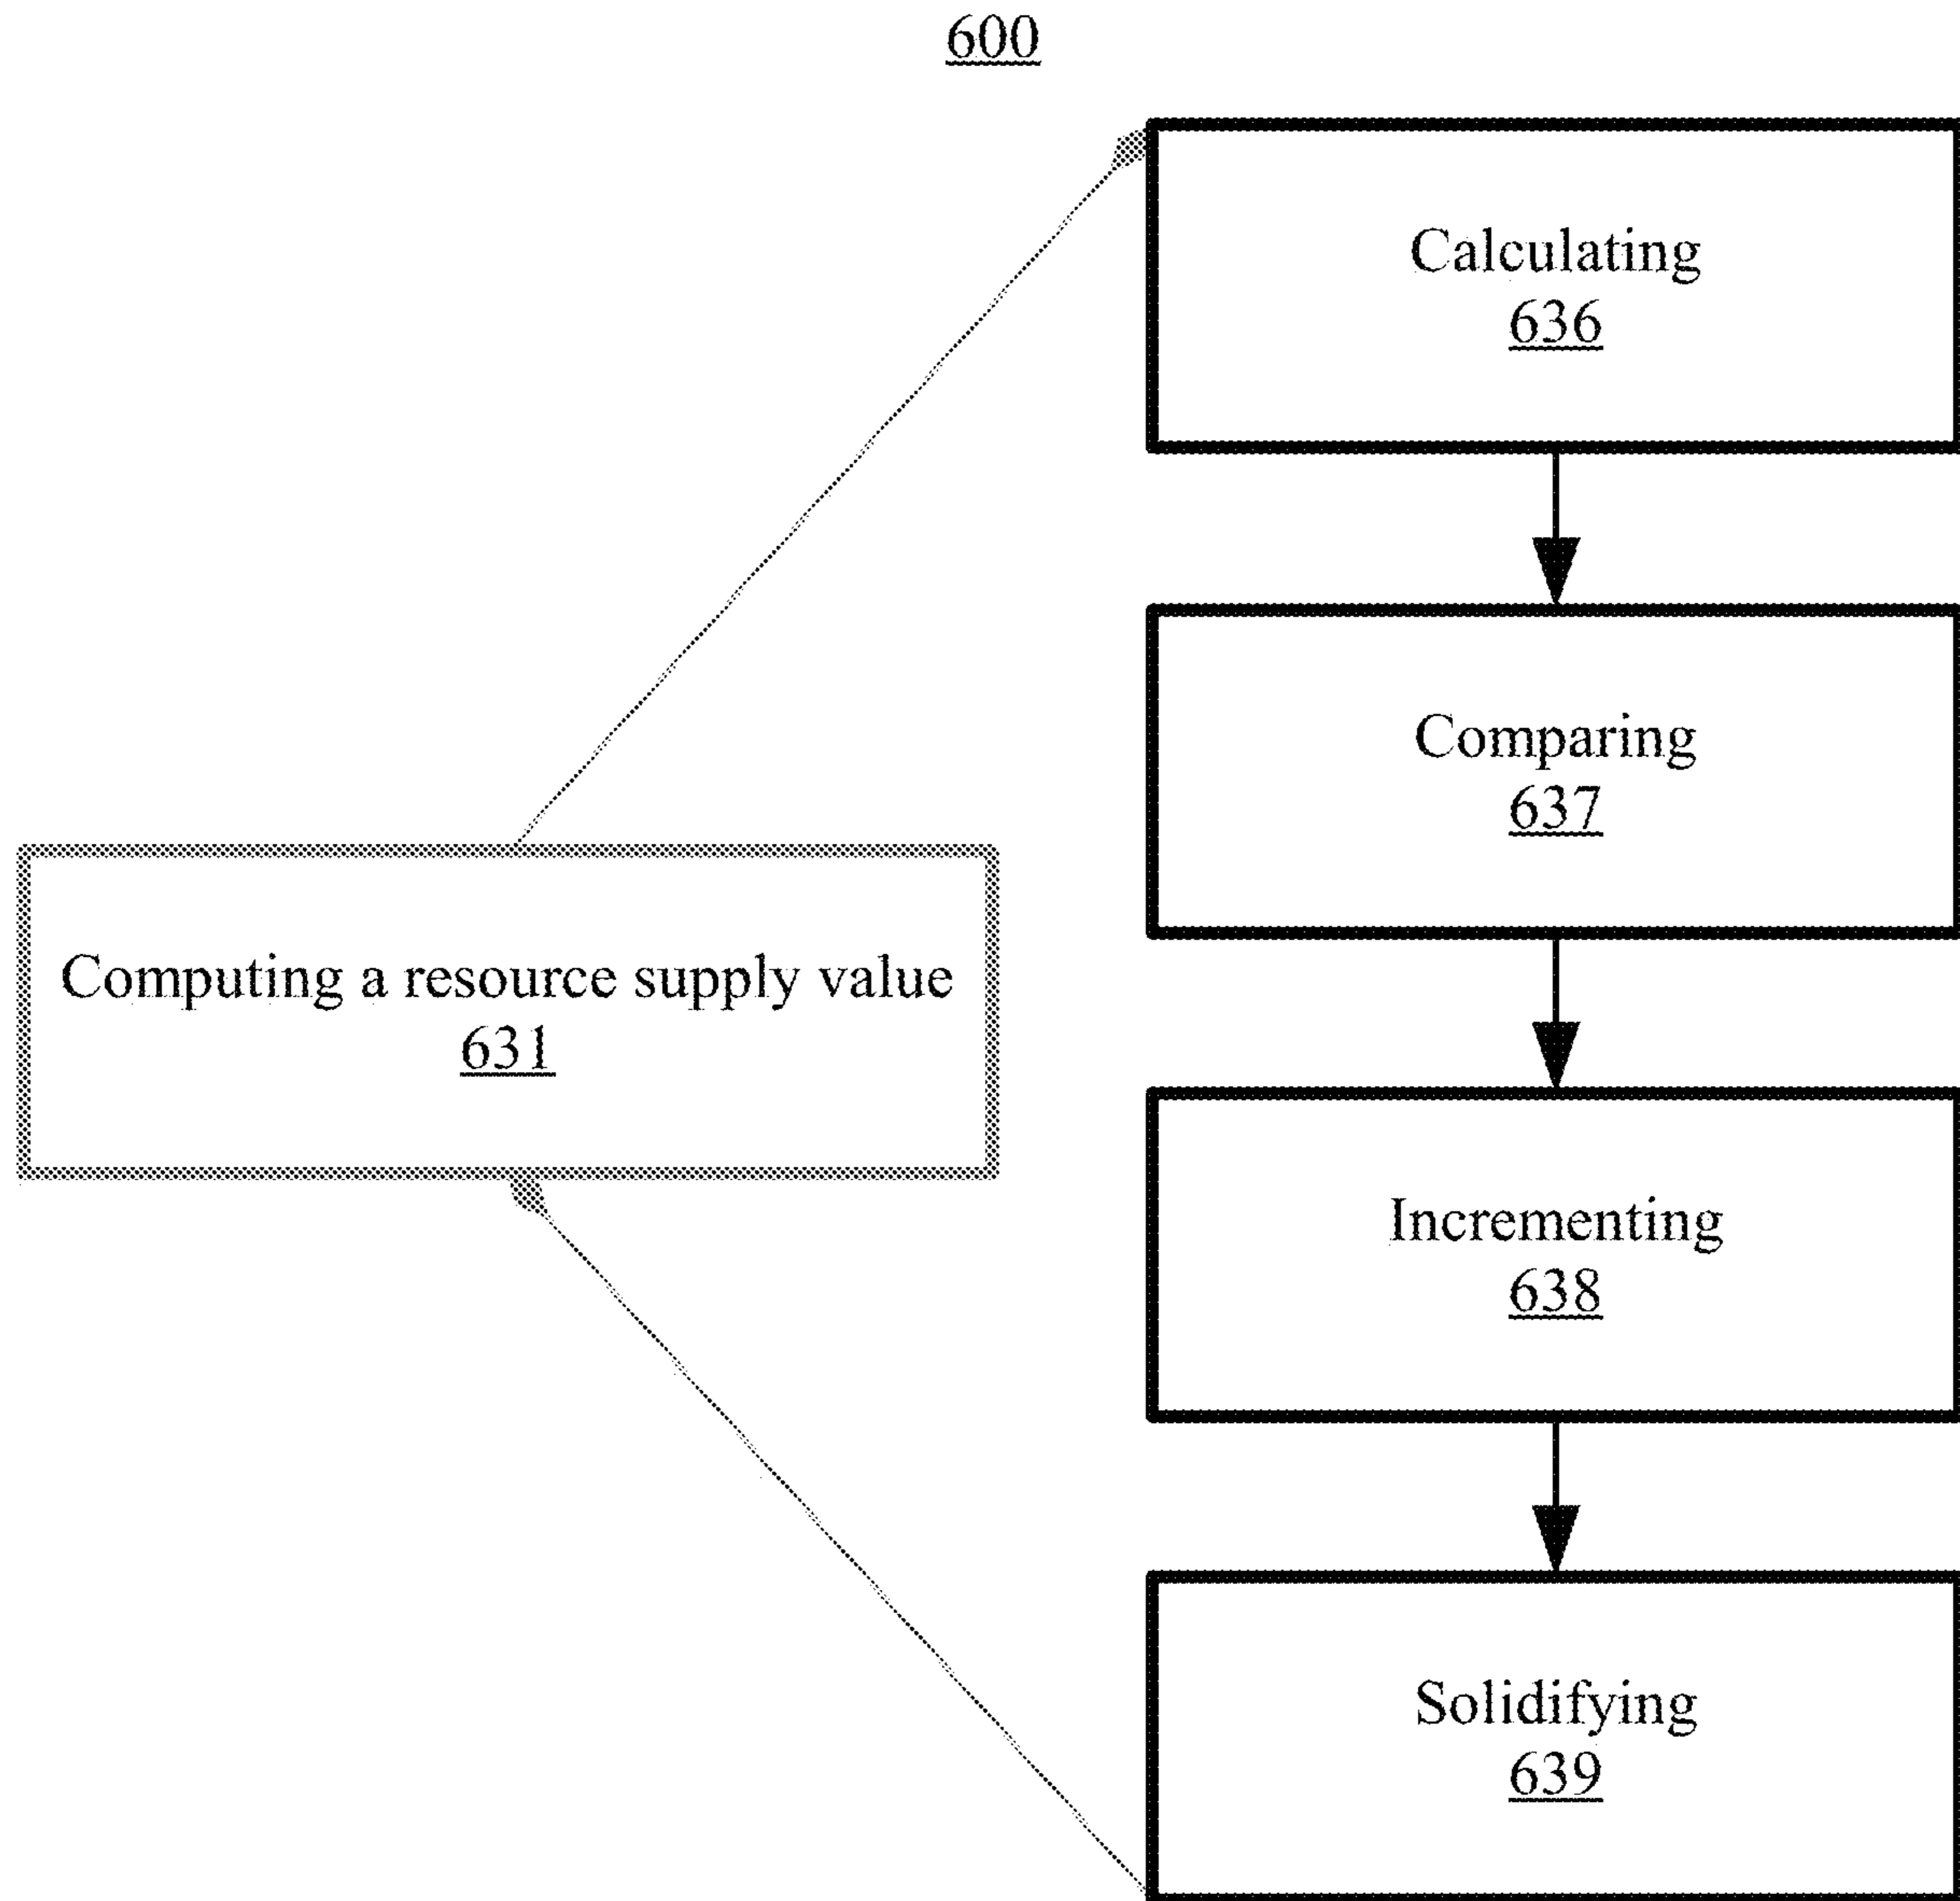 600
Calculating
636
Comparing
637
Computing a resource supply value
631
Incrementing
638
Solidifying
639